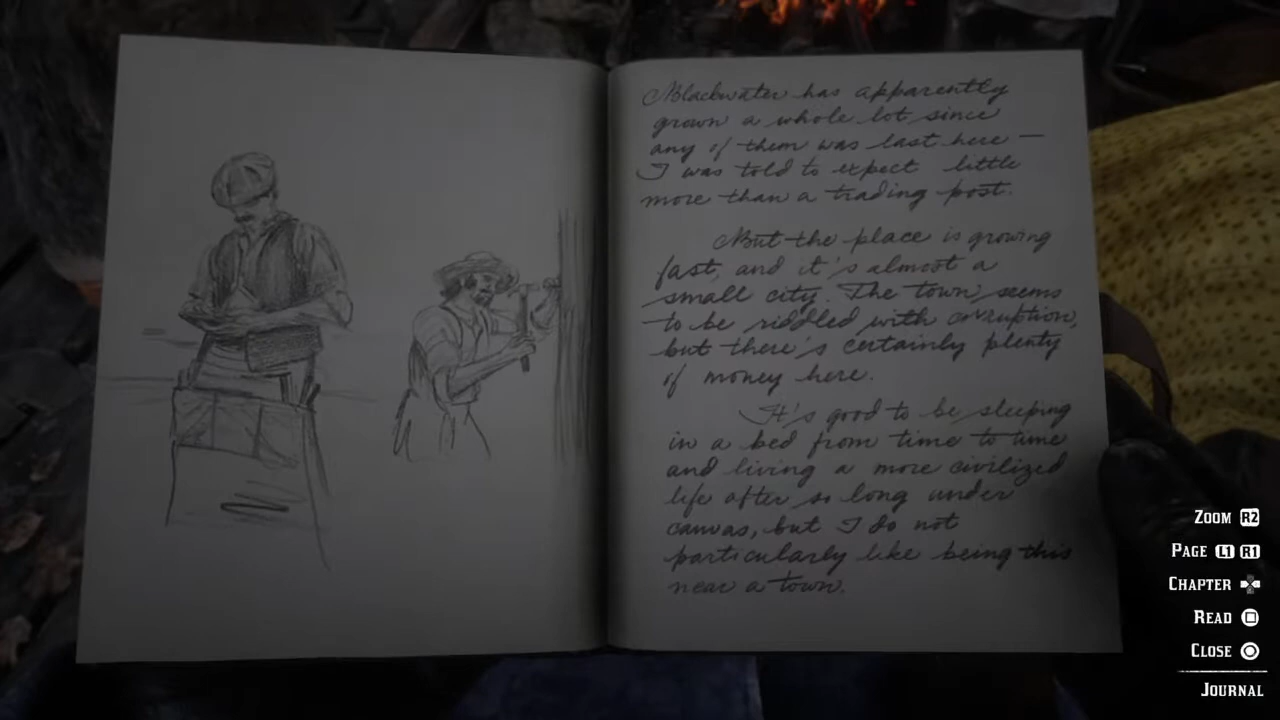 Blackwater has apparently
grown a whole lot since
any of them was last here —
I was told to expect little
more than a trading post.
But the place is growing
fast, and it's almost a
small city. The town seems
to be riddled with corruption,
but there's certainly plenty
of money here.
It's good to be sleeping
in a bed from time to time
and living a more civilized
life after so long under
canvas, but I do not
particularly like being this
near a town.
ZOOM R2
PAGE L1 R1
CHAPTER
READ
CLOSE
JOURNAL